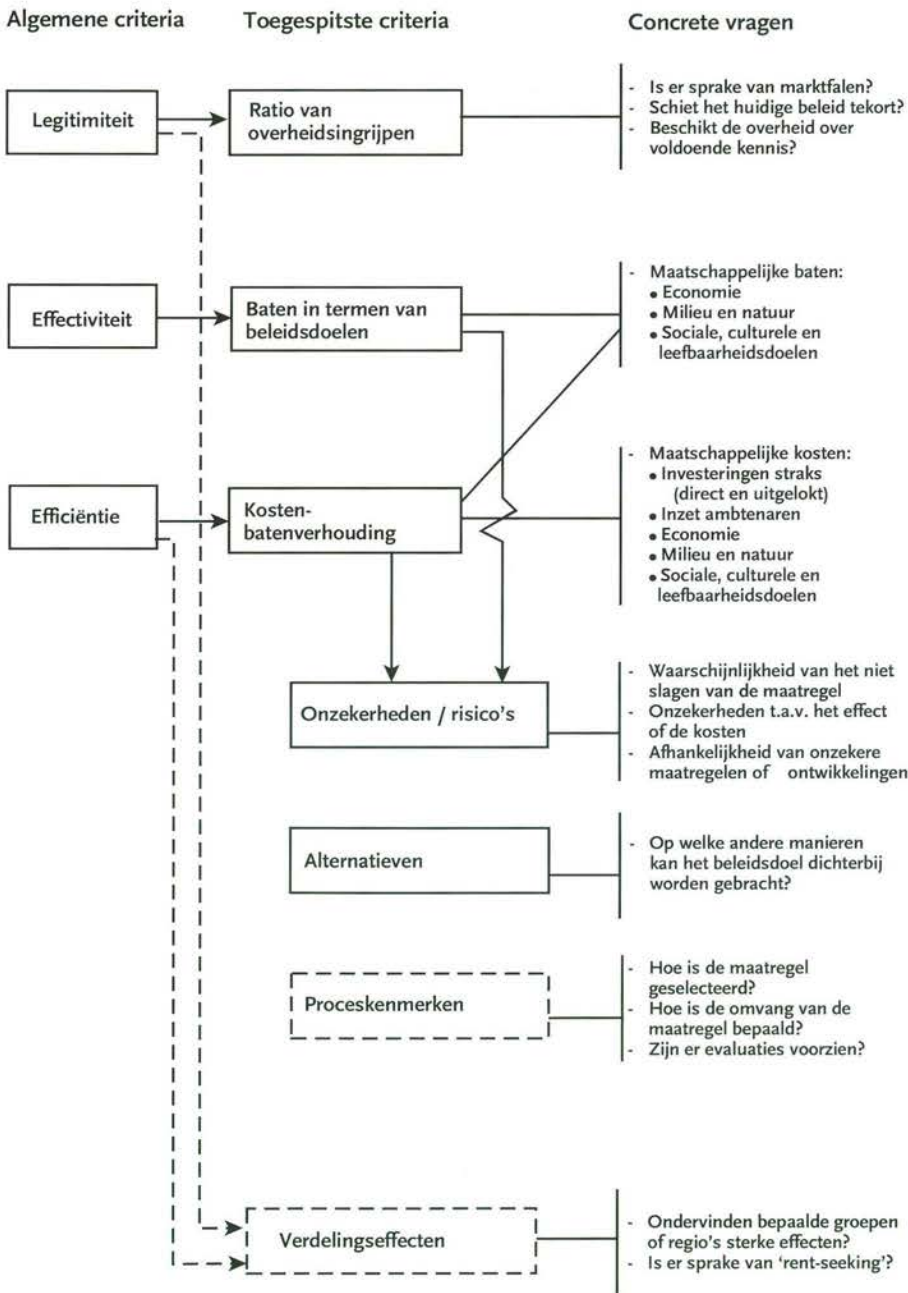 Algemene criteria
Toegespitste criteria
Concrete vragen
Legitimiteit
Ratio van
overheidsingrijpen
- Is er sprake van marktfalen?
- Schiet het huidige beleid tekort?
- Beschikt de overheid over
voldoende kennis?
Effectiviteit
Baten in termen van
beleidsdoelen
- Maatschappelijke baten:
• Economie
• Milieu en natuur
• Sociale, culturele en
leefbaarheidsdoelen
Efficiëntie
Kosten-
batenverhouding
- Maatschappelijke kosten:
• Investeringen straks
(direct en uitgelokt)
• Inzet ambtenaren
• Economie
• Milieu en natuur
• Sociale, culturele en
leefbaarheidsdoelen
Onzekerheden / risico's
- Waarschijnlijkheid van het niet
slagen van de maatregel
- Onzekerheden t.a.v. het effect
of de kosten
- Afhankelijkheid van onzekere
maatregelen of ontwikkelingen
Alternatieven
- Op welke andere manieren
kan het beleidsdoel dichterbij
worden gebracht?
Proceskenmerken
- Hoe is de maatregel
geselecteerd?
- Hoe is de omvang van de
maatregel bepaald?
- Zijn er evaluaties voorzien?
Verdelingseffecten
- Ondervinden bepaalde groepen
of regio's sterke effecten?
- Is er sprake van 'rent-seeking'?